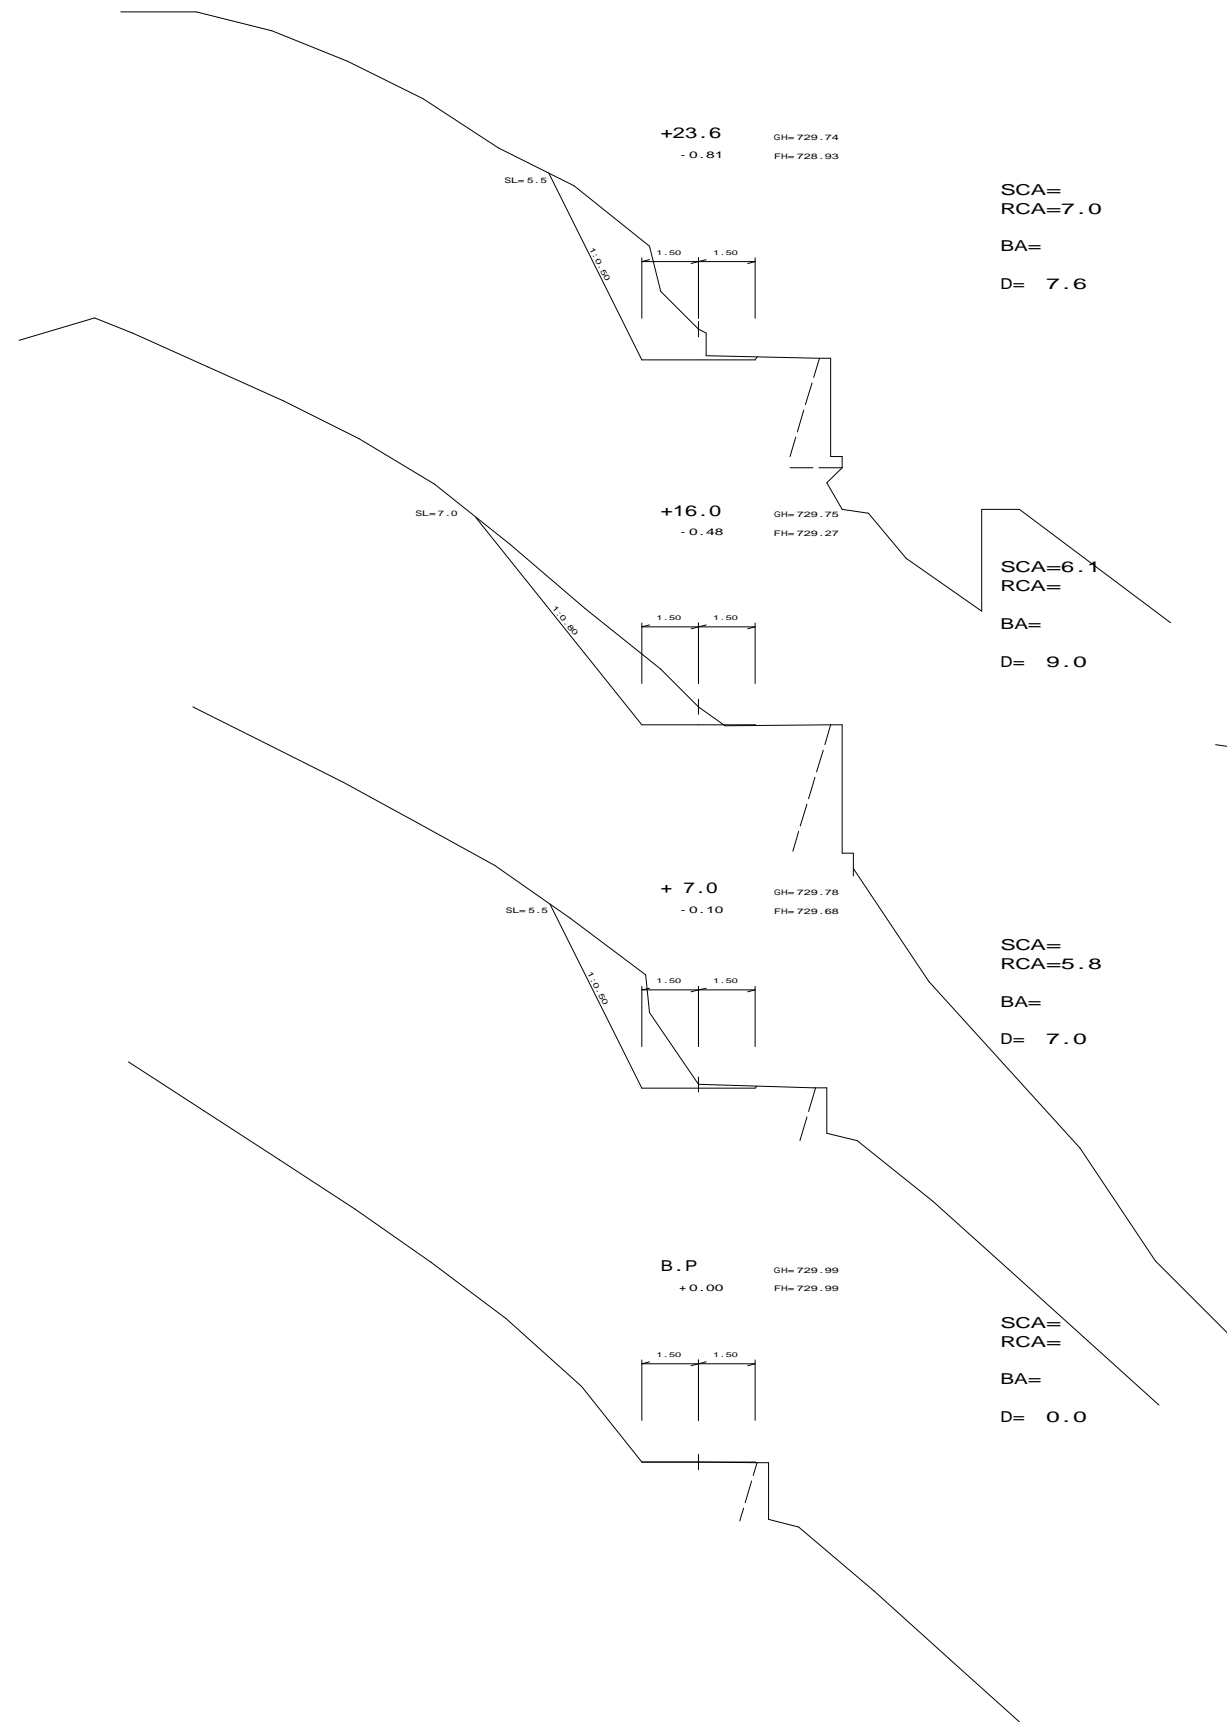 +23.6 GH=729.74
-0.81 FH=728.93
SL=5.5
SCA=
RCA=7.0
BA=
D= 7.6
1:0.50
1.50 1.50
+16.0 GH=729.75
-0.48 FH=729.27
SL=7.0
SCA=6.1
RCA=
BA=
D= 9.0
1:0.80
1.50 1.50
+ 7.0 GH=729.78
-0.10 FH=729.68
SL=5.5
SCA=
RCA=5.8
BA=
D= 7.0
1:0.50
1.50 1.50
B.P GH=729.99
+0.00 FH=729.99
SCA=
RCA=
BA=
D= 0.0
1.50 1.50